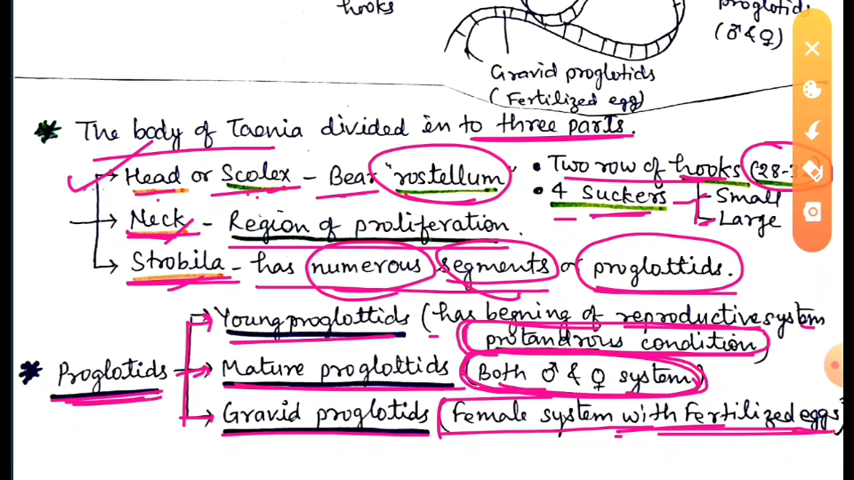 hooks
proglotid
(♂&♀)
Gravid proglotids
(Fertilized egg)
* The body of Taenia divided in to three parts.
Head or Scolex - Bear "rostellum" • Two row of hooks (28-
• 4 Suckers - Small
Large
Neck - Region of proliferation.
Strobila - has numerous segments or proglottids.
Young proglottids (has begning of reproductive system
protandrous condition)
* Proglotids
Mature proglottids (Both ♂ & ♀ system)
Gravid proglotids (Female system with Fertilized eggs)